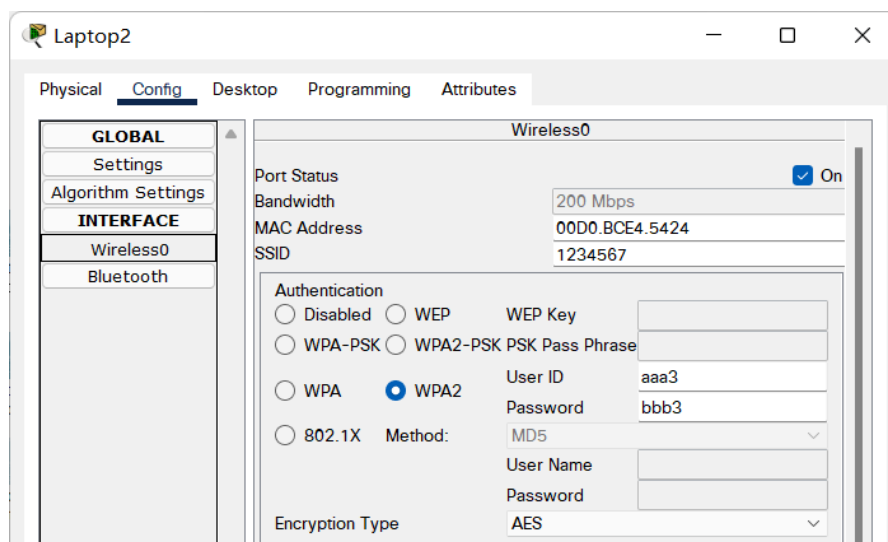 Laptop2
Physical Config Desktop Programming Attributes
GLOBAL
Settings
Algorithm Settings
INTERFACE
Wireless0
Bluetooth
Wireless0
Port Status On
Bandwidth 200 Mbps
MAC Address 00D0.BCE4.5424
SSID 1234567
Authentication
Disabled WEP WEP Key
WPA-PSK WPA2-PSK PSK Pass Phrase
WPA WPA2 User ID aaa3
Password bbb3
802.1X Method: MD5
User Name
Password
Encryption Type AES